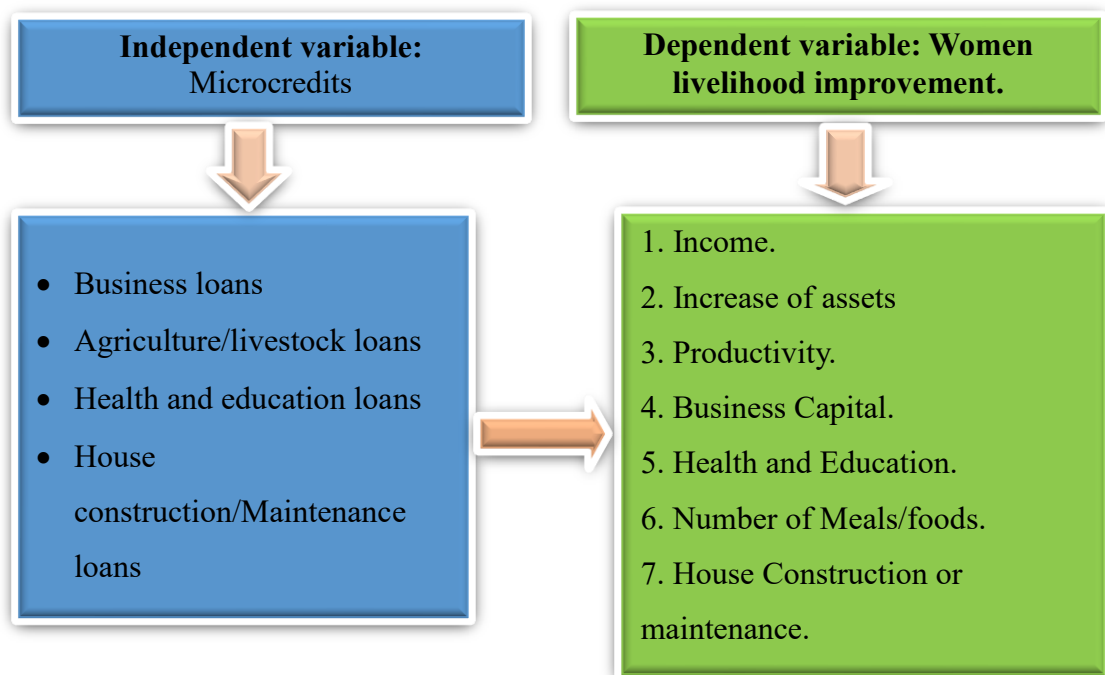 Independent variable:
Microcredits
Dependent variable: Women
livelihood improvement.
• Business loans
• Agriculture/livestock loans
• Health and education loans
• House
construction/Maintenance
loans
1. Income.
2. Increase of assets
3. Productivity.
4. Business Capital.
5. Health and Education.
6. Number of Meals/foods.
7. House Construction or
maintenance.